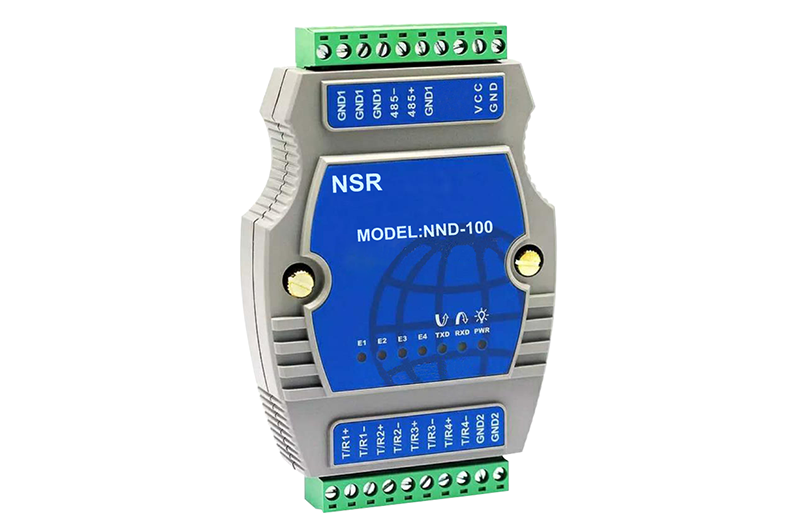 GND1 GND1 GND1 485− 485+ GND1 VCC GND
NSR
MODEL:NND-100
TXD RXD PWR
E1 E2 E3 E4
T/R1+ T/R1− T/R2+ T/R2− T/R3+ T/R3− T/R4+ T/R4− GND2 GND2